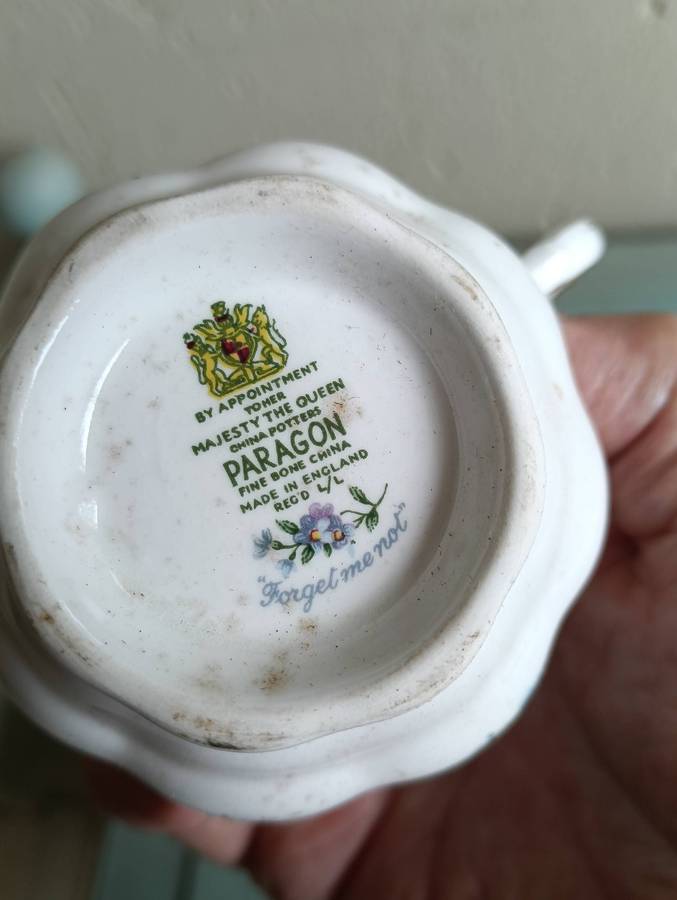 BY APPOINTMENT
TO HER
MAJESTY THE QUEEN
CHINA POTTERS
PARAGON
FINE BONE CHINA
MADE IN ENGLAND
REG'D
"Forget me not"